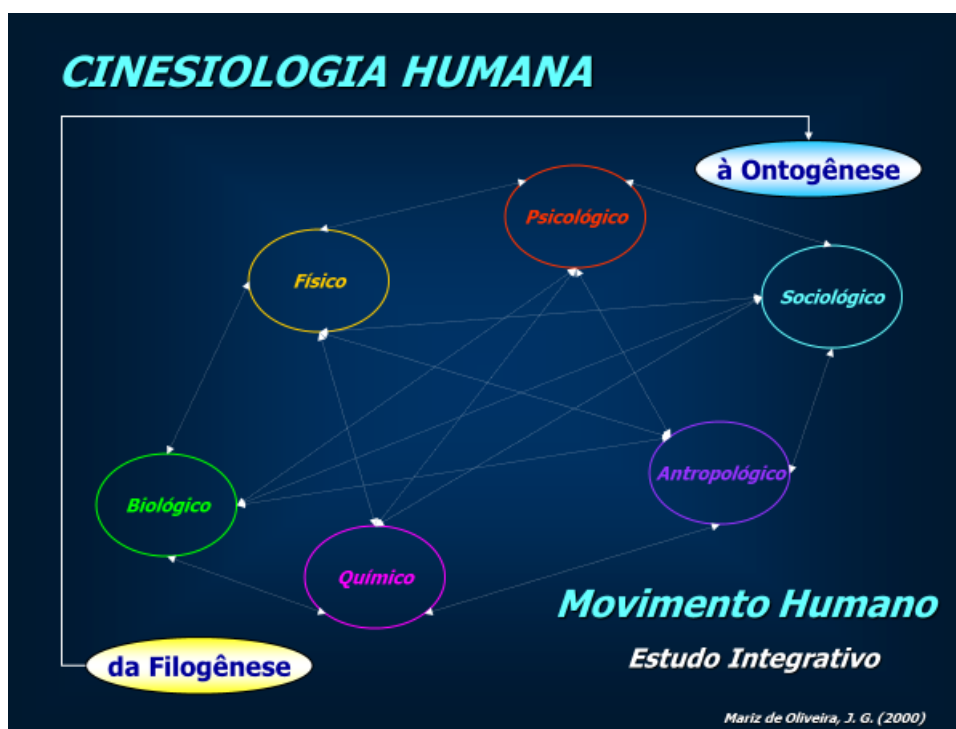 CINESIOLOGIA HUMANA
à Ontogênese
Psicológico
Físico
Sociológico
Antropológico
Biológico
Químico
Movimento Humano
Estudo Integrativo
da Filogênese
Mariz de Oliveira, J. G. (2000)